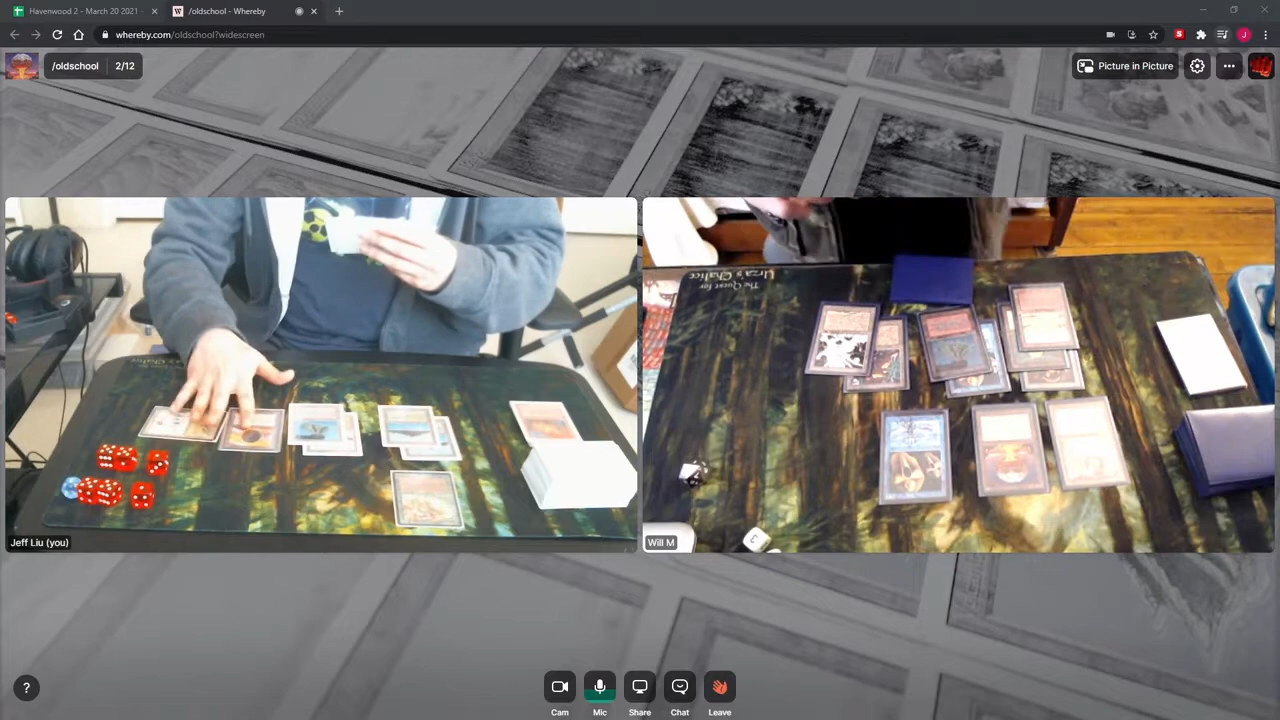 Havenwood 2 - March 20 2021 -
/oldschool - Whereby
whereby.com/oldschool?widescreen
S
J
/oldschool 2/12
Picture in Picture
The Quest for
Urza's Chalice
Jeff Liu (you)
Will M
?
Cam
Mic
Share
Chat
Leave